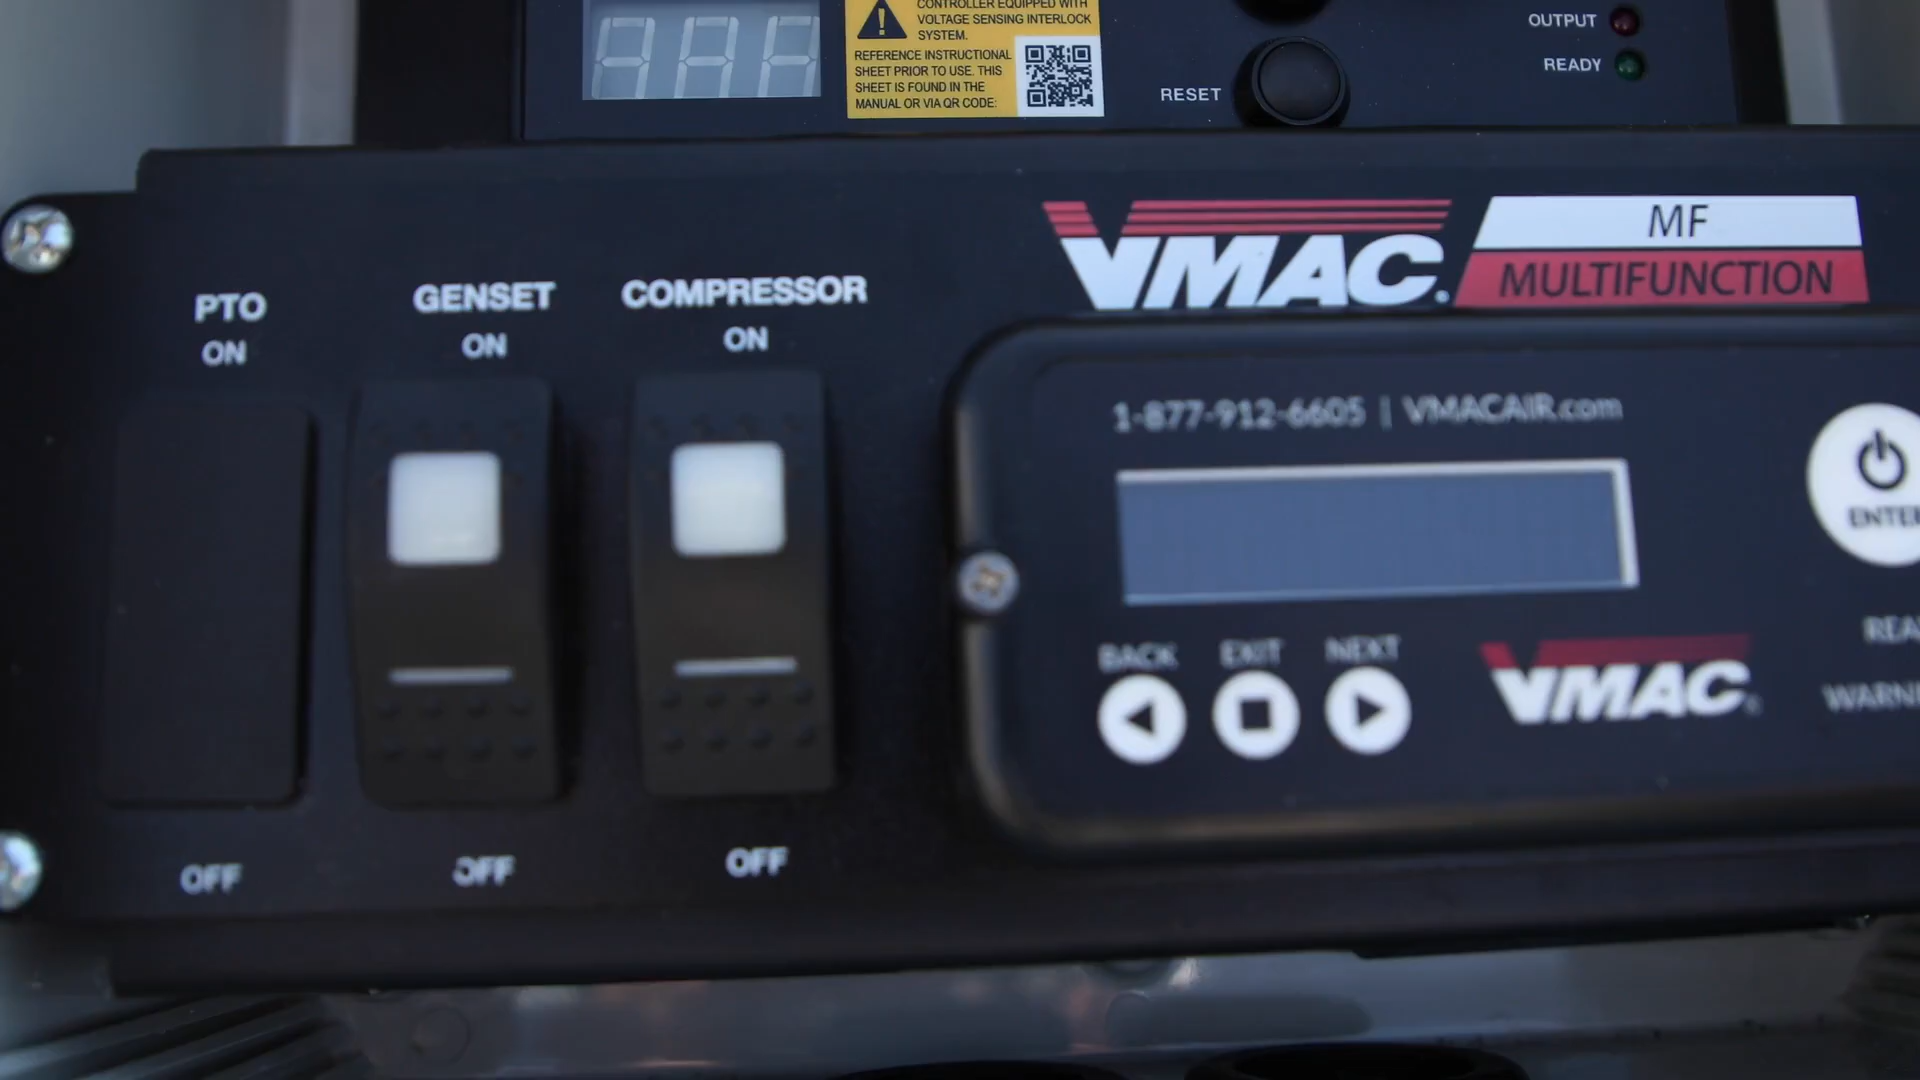 CONTROLLER EQUIPPED WITH
VOLTAGE SENSING INTERLOCK
SYSTEM.
REFERENCE INSTRUCTIONAL
SHEET PRIOR TO USE. THIS
SHEET IS FOUND IN THE
MANUAL OR VIA QR CODE:
RESET
OUTPUT
READY
VMAC
MF
MULTIFUNCTION
PTO
ON
GENSET
ON
COMPRESSOR
ON
1-877-912-6605 | VMACAIR.com
ENTER
BACK EXIT NEXT
VMAC
OFF
OFF
OFF